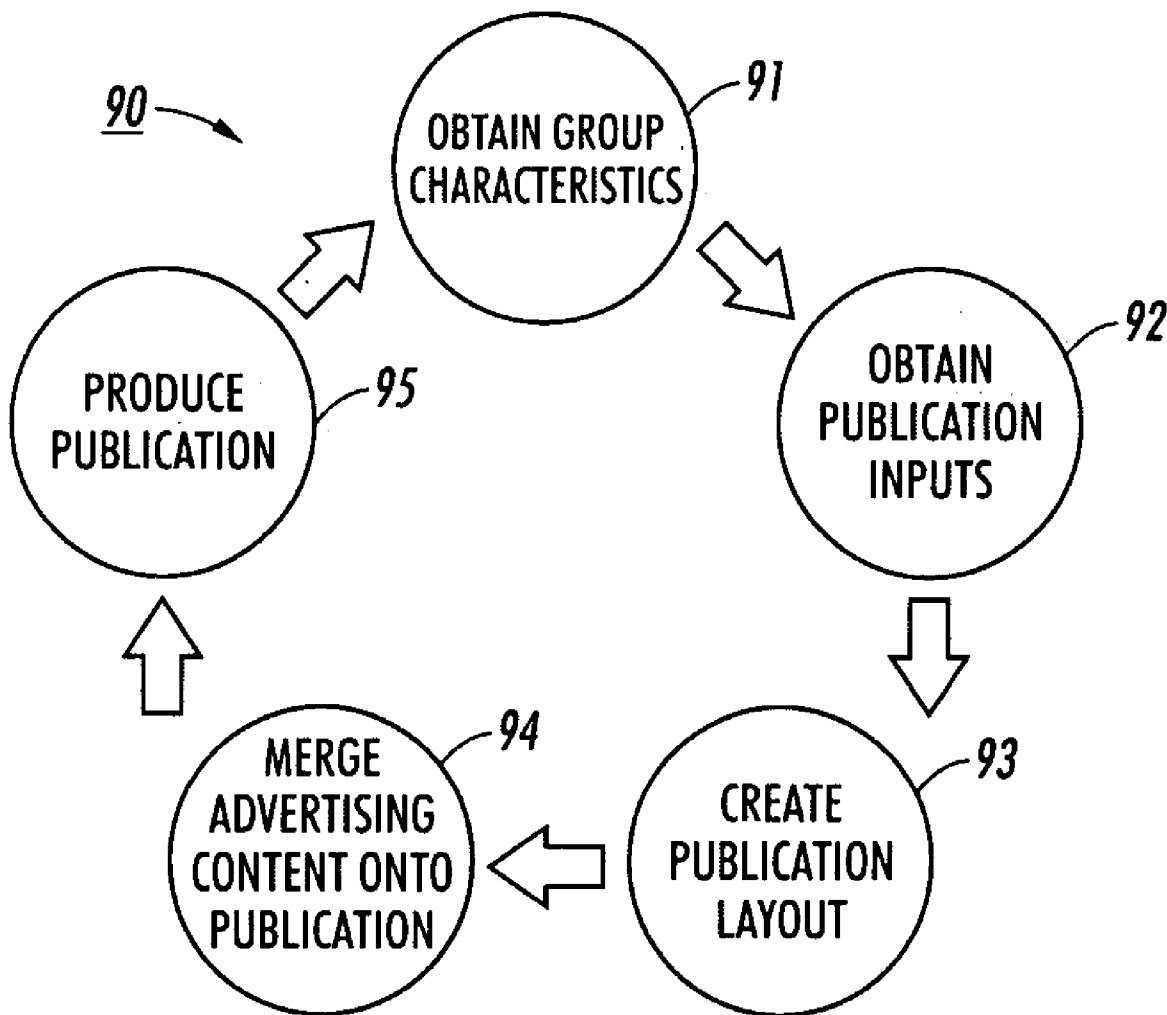 90
91
OBTAIN GROUP
CHARACTERISTICS
92
OBTAIN
PUBLICATION
INPUTS
93
CREATE
PUBLICATION
LAYOUT
94
MERGE
ADVERTISING
CONTENT ONTO
PUBLICATION
95
PRODUCE
PUBLICATION